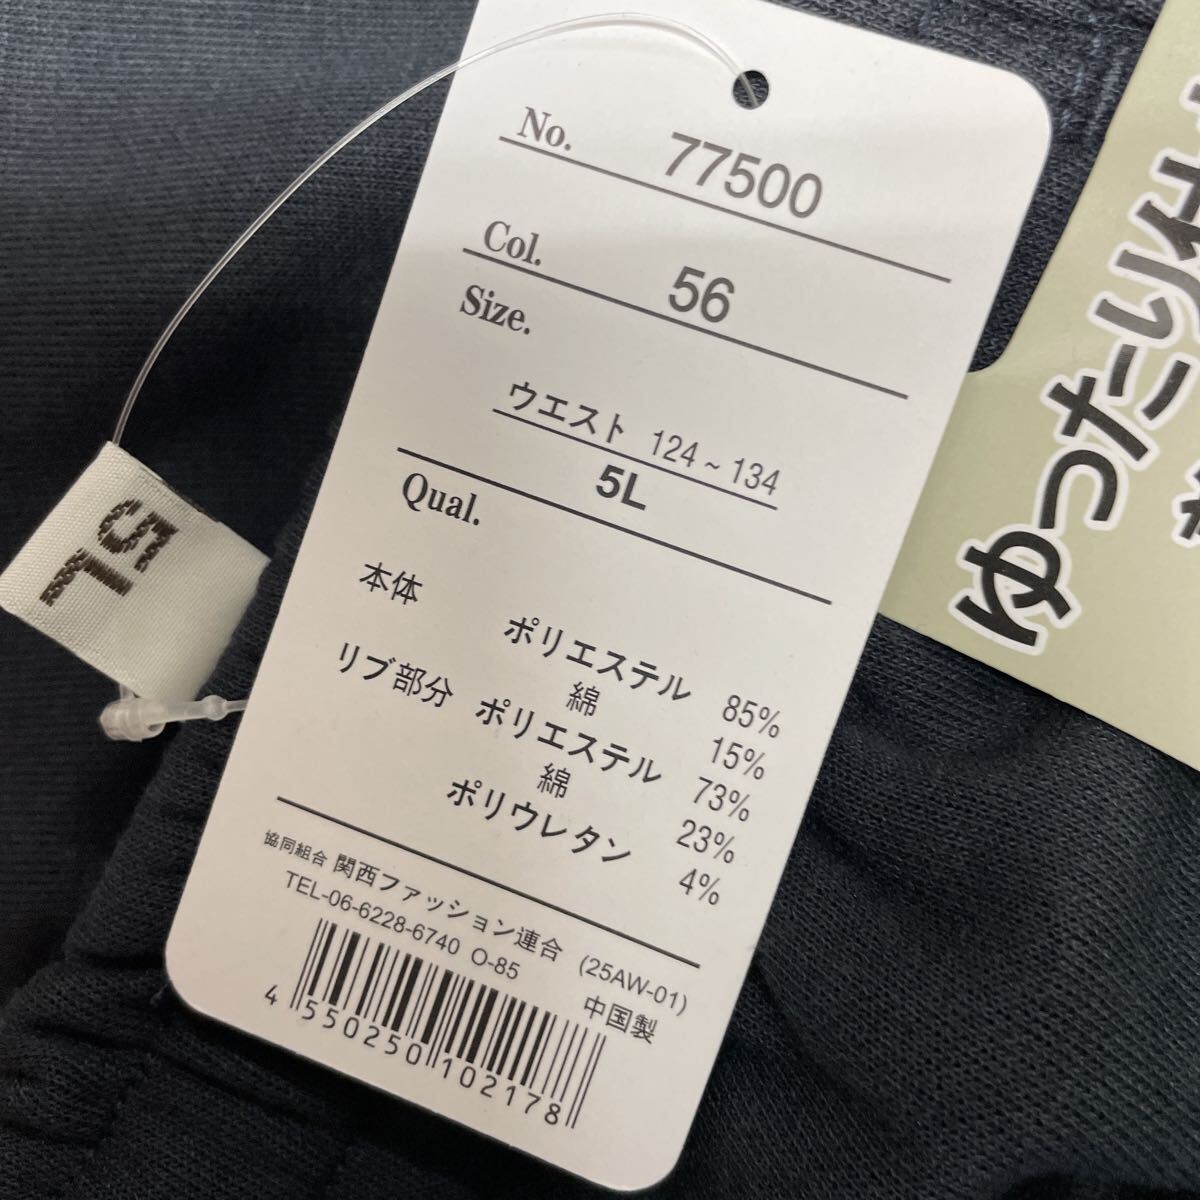 No. 77500
Col. 56
Size.
ウエスト 124～134
5L
Qual.
本体 ポリエステル 85%
綿 15%
リブ部分 ポリエステル 73%
綿 23%
ポリウレタン 4%
協同組合 関西ファッション連合 (25AW-01)
TEL-06-6228-6740 O-85 中国製
4 550250 102178
5L
ゆったり仕